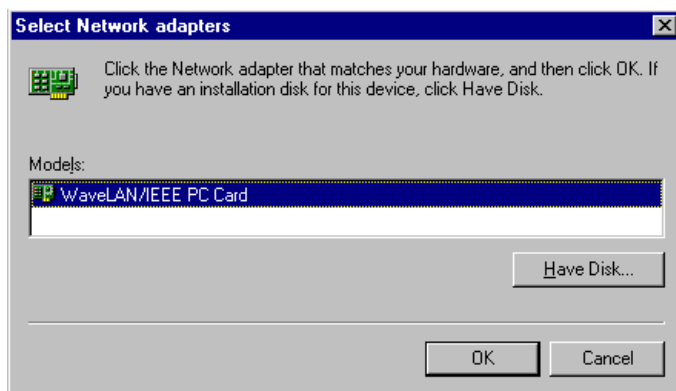 Select Network adapters
Click the Network adapter that matches your hardware, and then click OK. If
you have an installation disk for this device, click Have Disk.
Models:
WaveLAN/IEEE PC Card
Have Disk...
OK
Cancel